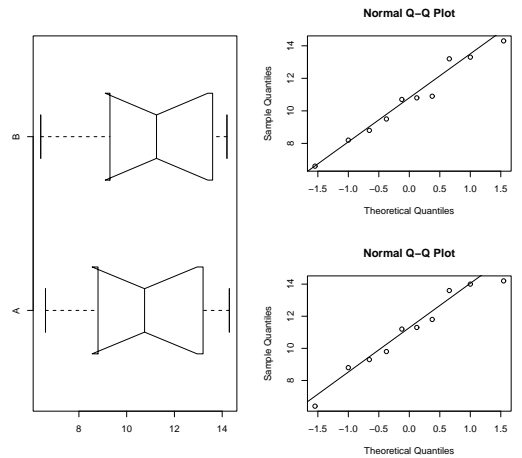 B
A
8 10 12 14
Normal Q−Q Plot
Sample Quantiles
14
12
10
8
−1.5 −1.0 −0.5 0.0 0.5 1.0 1.5
Theoretical Quantiles
Normal Q−Q Plot
Sample Quantiles
14
12
10
8
−1.5 −1.0 −0.5 0.0 0.5 1.0 1.5
Theoretical Quantiles